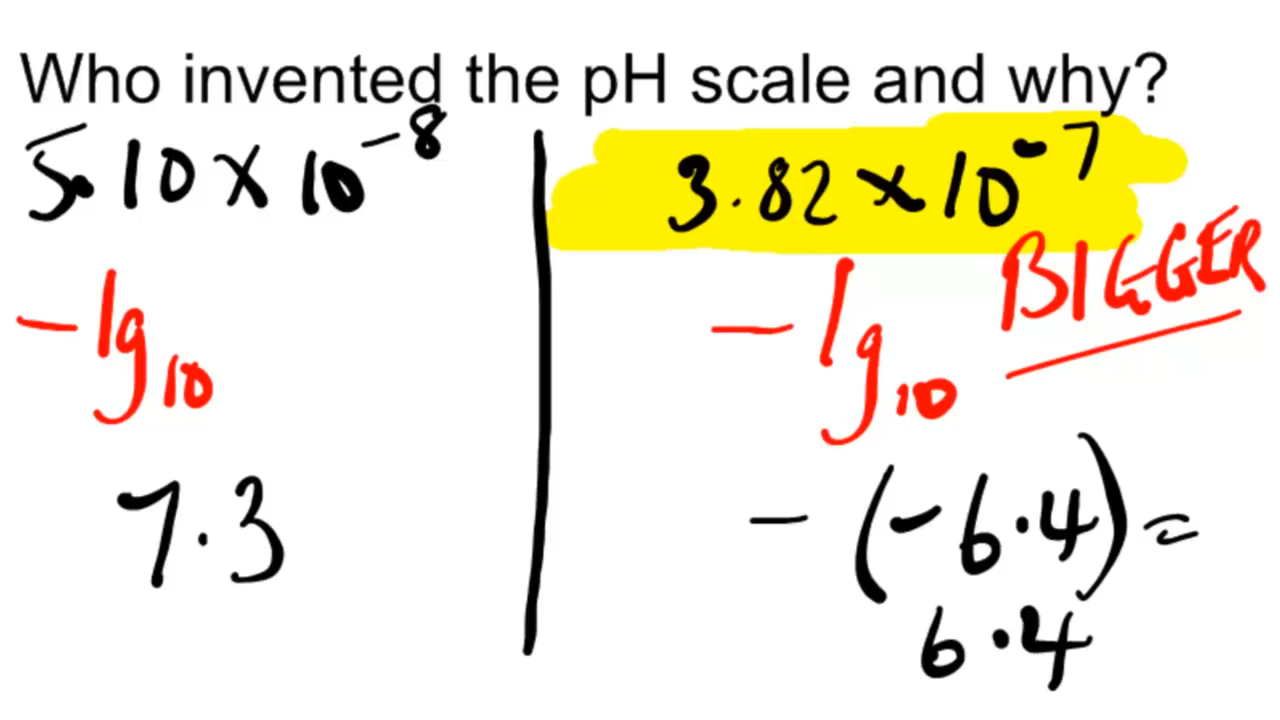 Who invented the pH scale and why?
5.10 x 10⁻⁸
-lg₁₀
7.3
3.82 x 10⁻⁷
BIGGER
-lg₁₀
-(-6.4) =
6.4